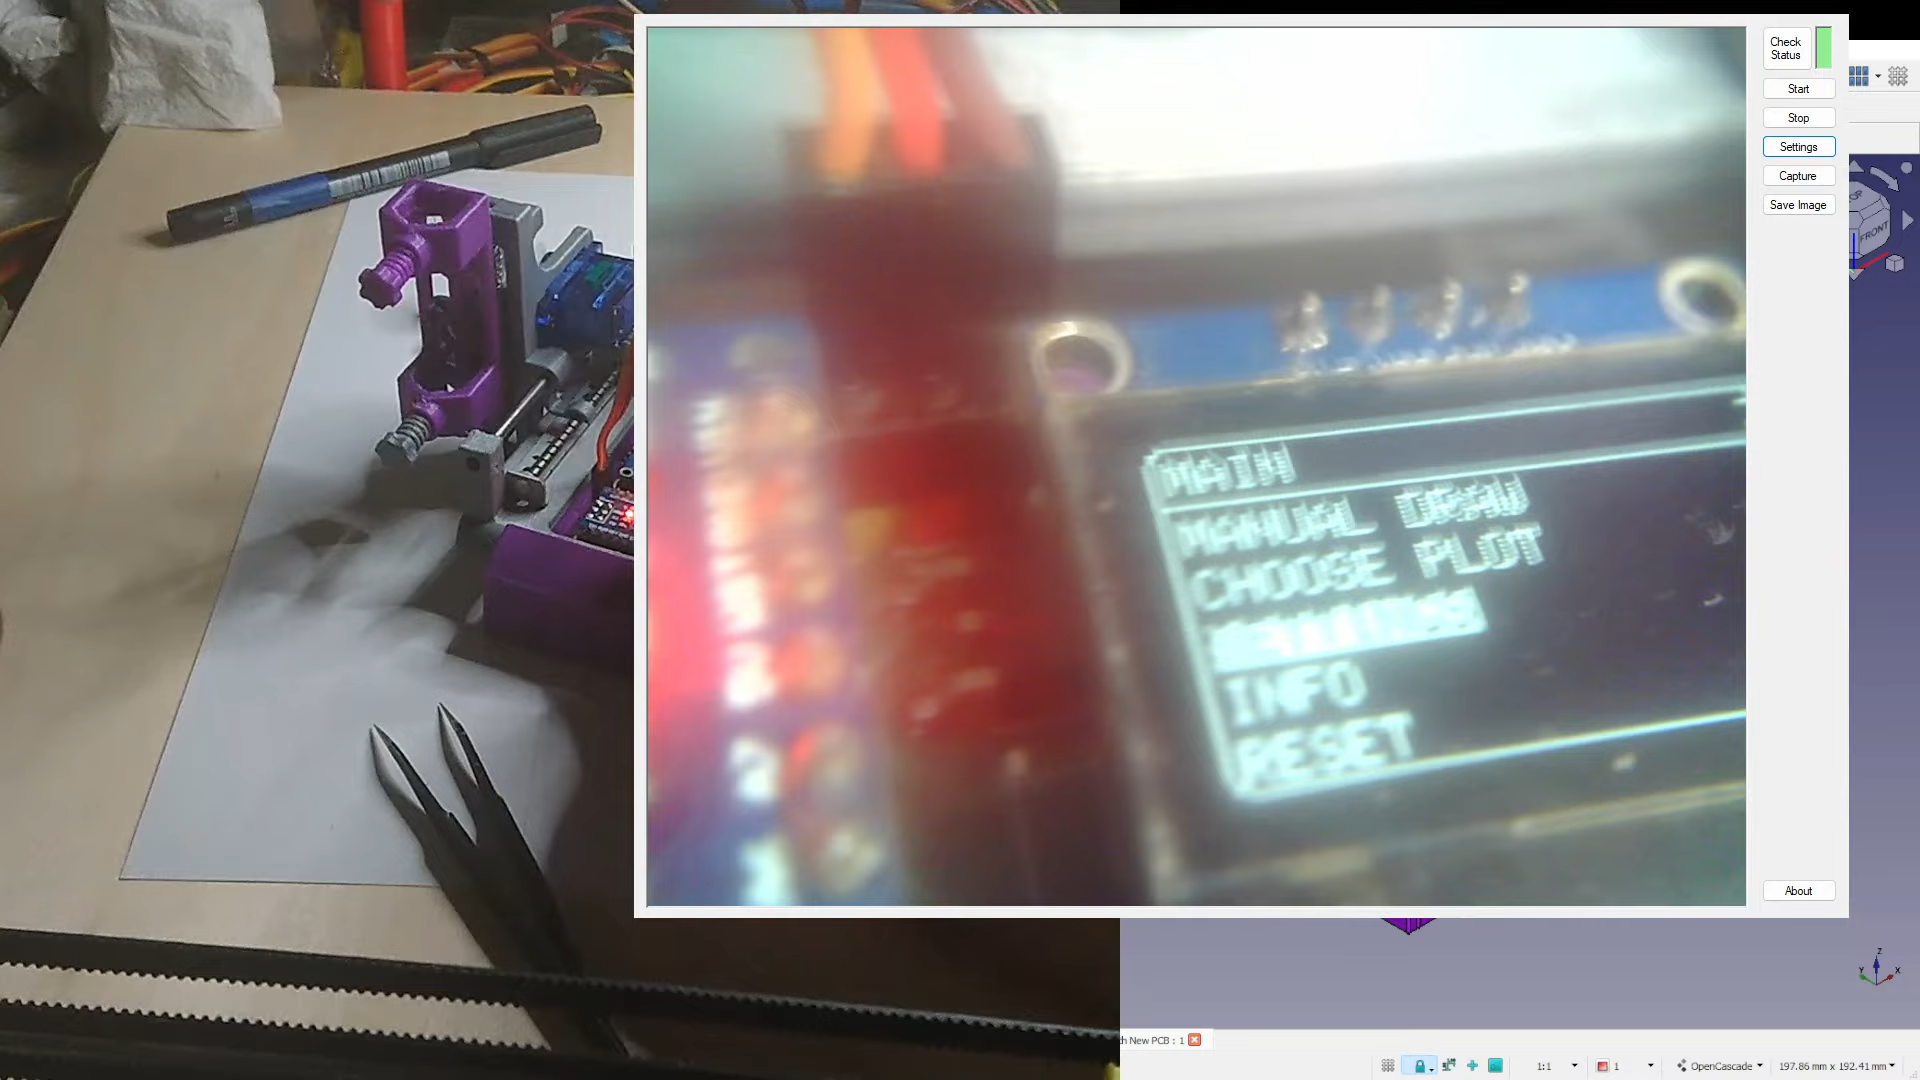 MAIN
MANUAL DRAW
CHOOSE PLOT
SETTINGS
INFO
RESET
Check
Status
Start
Stop
Settings
Capture
Save Image
About
FRONT
Z
Y
X
h New PCB : 1
1:1
1
OpenCascade
197.86 mm x 192.41 mm